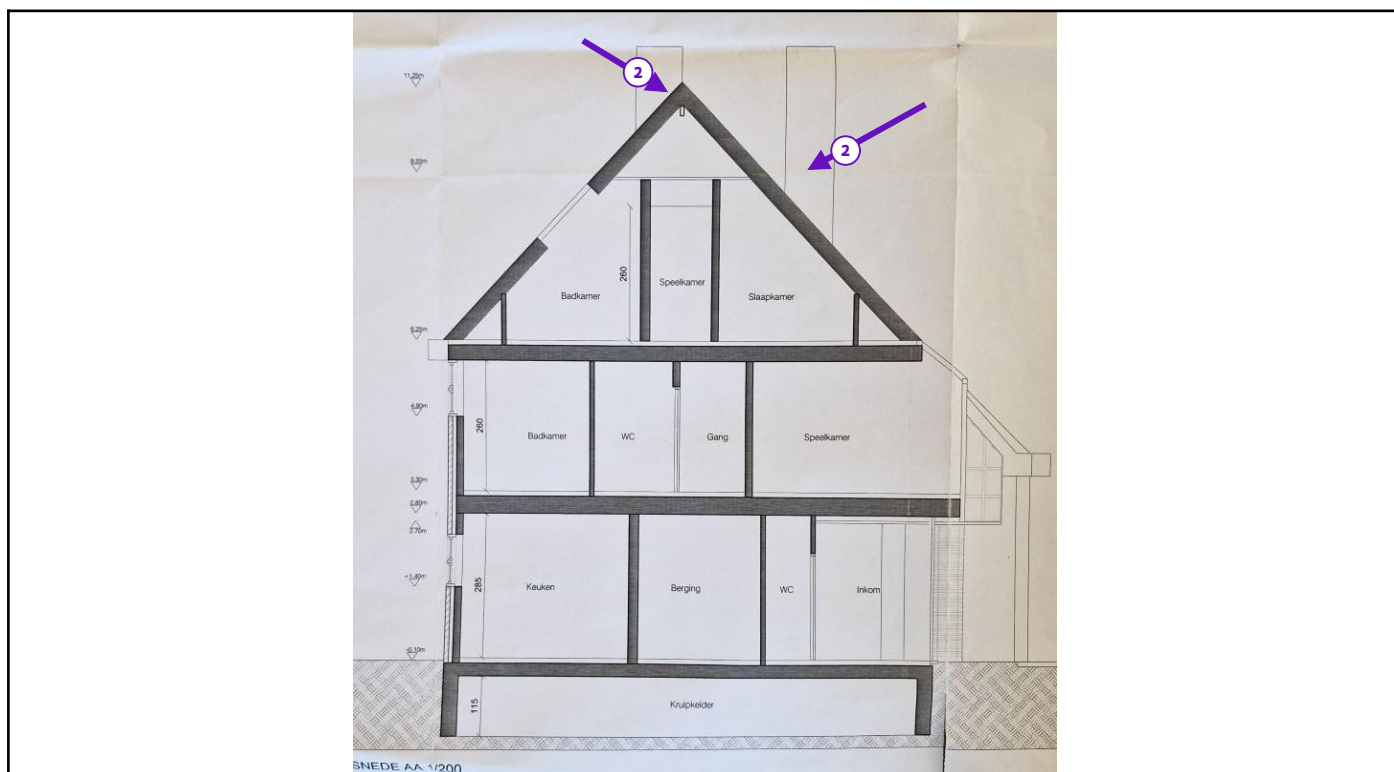 2
11,25m
2
9,55m
260
Speelkamer
Badkamer
Slaapkamer
6,25m
4,90m
260
Badkamer
WC
Gang
Speelkamer
3,30m
2,80m
2,70m
+1,40m
285
Keuken
Berging
WC
Inkom
-0,10m
115
Kruipkelder
SNEDE AA 1/200